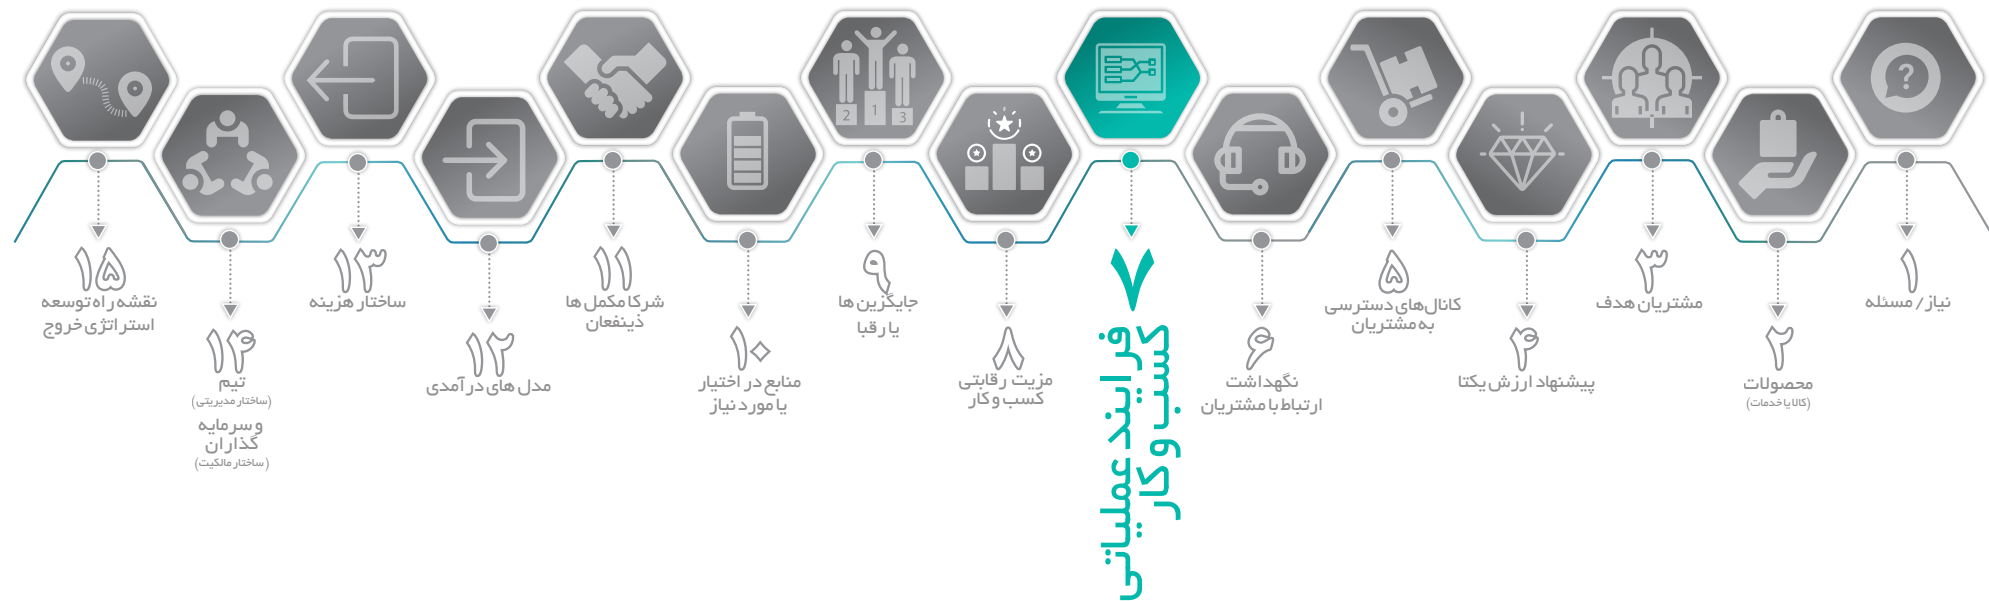 ۱
نیاز/ مسئله
۲
محصولات
(کالا یا خدمات)
۳
مشتریان هدف
۴
پیشنهاد ارزش یکتا
۵
کانال‌های دسترسی
به مشتریان
۶
نگهداشت
ارتباط با مشتریان
۷
فرایند عملیاتی
کسب و کار
۸
مزیت رقابتی
کسب و کار
۹
جایگزین ها
یا رقبا
۱۰
منابع در اختیار
یا مورد نیاز
۱۱
شرکا مکمل ها
ذینفعان
۱۲
مدل های درآمدی
۱۳
ساختار هزینه
۱۴
تیم
(ساختار مدیریتی)
و سرمایه
گذاران
(ساختار مالکیت)
۱۵
نقشه راه توسعه
استراتژی خروج
?
2 1 3